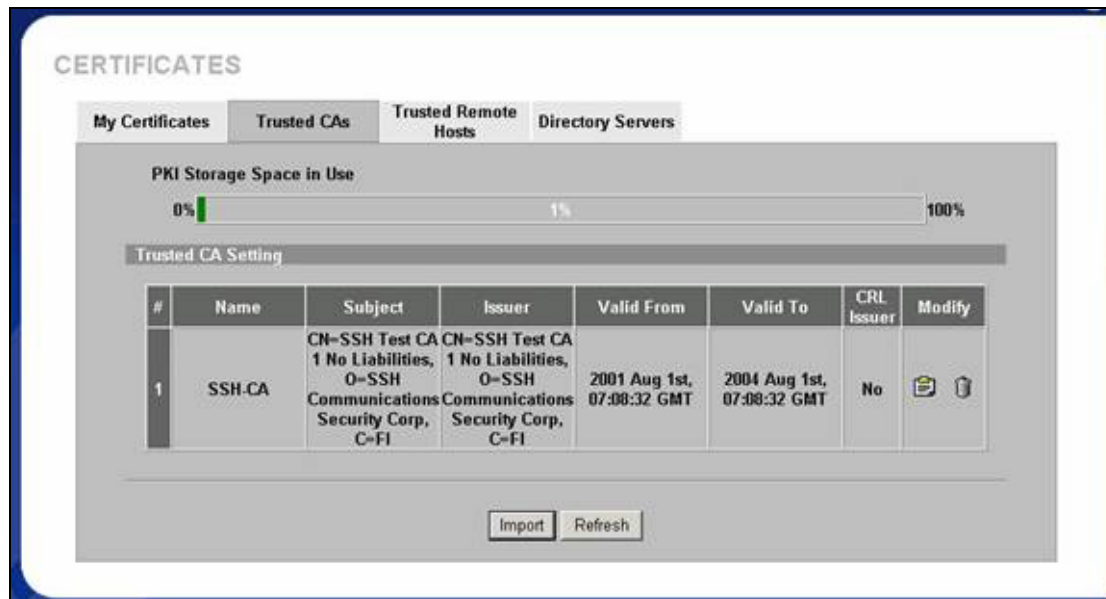 CERTIFICATES
My Certificates
Trusted CAs
Trusted Remote
Hosts
Directory Servers
PKI Storage Space in Use
0%
1%
100%
Trusted CA Setting
#
Name
Subject
Issuer
Valid From
Valid To
CRL
Issuer
Modify
1
SSH-CA
CN=SSH Test CA
1 No Liabilities,
O=SSH
Communications
Security Corp,
C=FI
CN=SSH Test CA
1 No Liabilities,
O=SSH
Communications
Security Corp,
C=FI
2001 Aug 1st,
07:08:32 GMT
2004 Aug 1st,
07:08:32 GMT
No
Import
Refresh